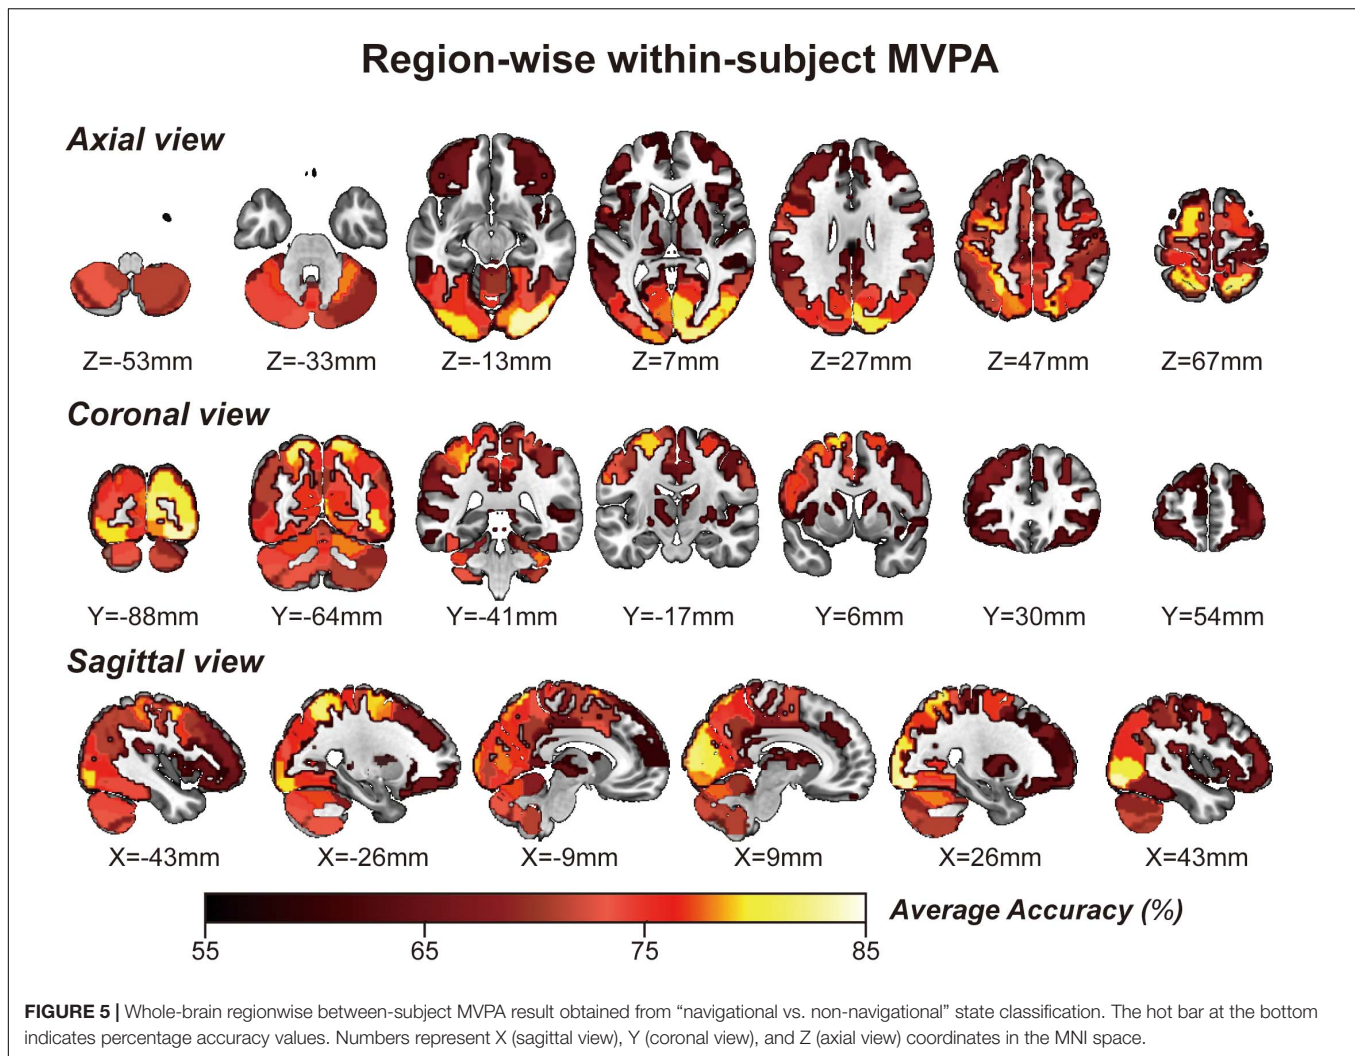 Region-wise within-subject MVPA
Axial view
Z=-53mm Z=-33mm Z=-13mm Z=7mm Z=27mm Z=47mm Z=67mm
Coronal view
Y=-88mm Y=-64mm Y=-41mm Y=-17mm Y=6mm Y=30mm Y=54mm
Sagittal view
X=-43mm X=-26mm X=-9mm X=9mm X=26mm X=43mm
Average Accuracy (%)
55 65 75 85
FIGURE 5 | Whole-brain regionwise between-subject MVPA result obtained from “navigational vs. non-navigational” state classification. The hot bar at the bottom
indicates percentage accuracy values. Numbers represent X (sagittal view), Y (coronal view), and Z (axial view) coordinates in the MNI space.